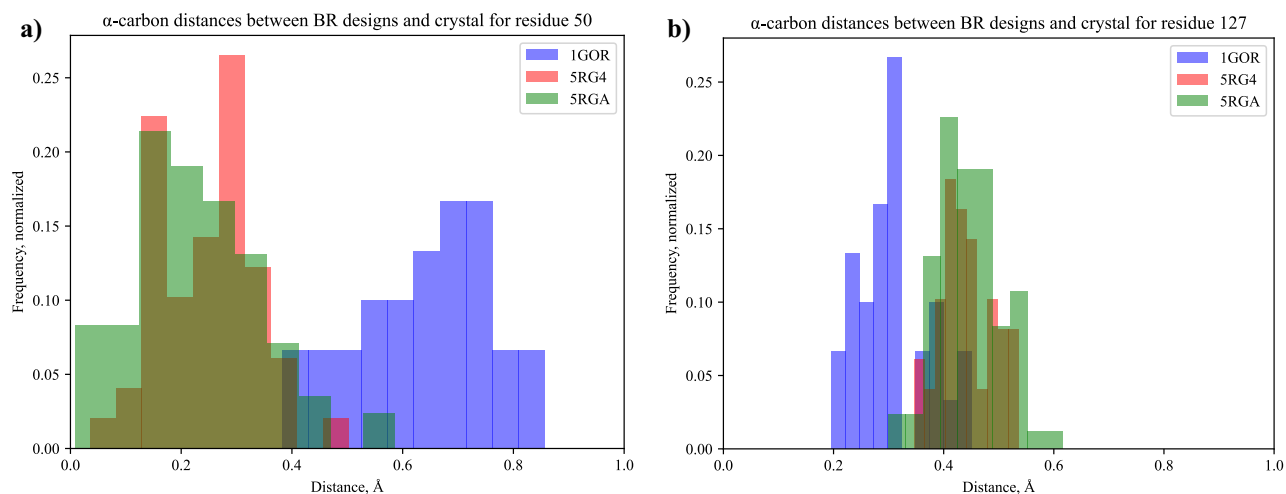 a)
α-carbon distances between BR designs and crystal for residue 50
1GOR
5RG4
5RGA
Frequency, normalized
0.25
0.20
0.15
0.10
0.05
0.00
0.0 0.2 0.4 0.6 0.8 1.0
Distance, Å
b)
α-carbon distances between BR designs and crystal for residue 127
1GOR
5RG4
5RGA
Frequency, normalized
0.25
0.20
0.15
0.10
0.05
0.00
0.0 0.2 0.4 0.6 0.8 1.0
Distance, Å